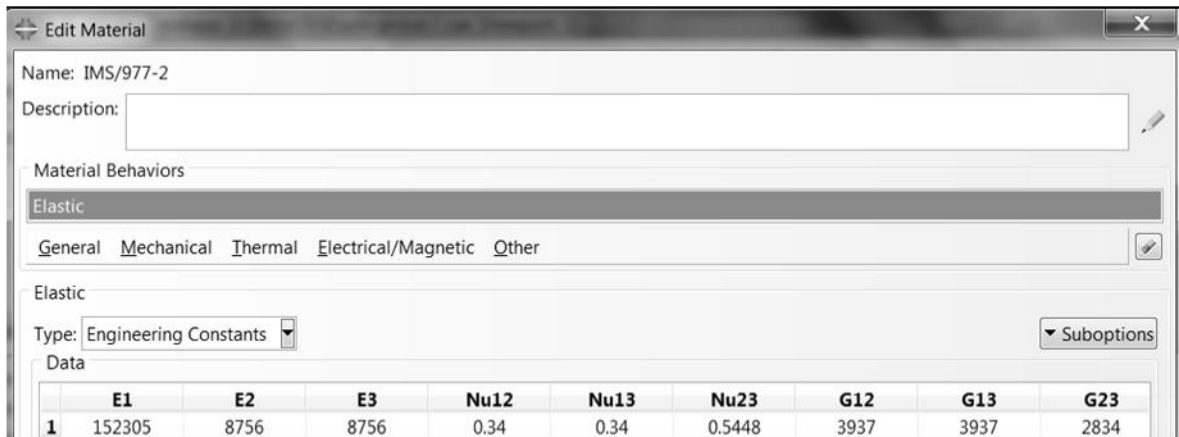 Edit Material
X
Name: IMS/977-2
Description:
Material Behaviors
Elastic
General Mechanical Thermal Electrical/Magnetic Other
Elastic
Type: Engineering Constants
Suboptions
Data
E1 E2 E3 Nu12 Nu13 Nu23 G12 G13 G23
1 152305 8756 8756 0.34 0.34 0.5448 3937 3937 2834